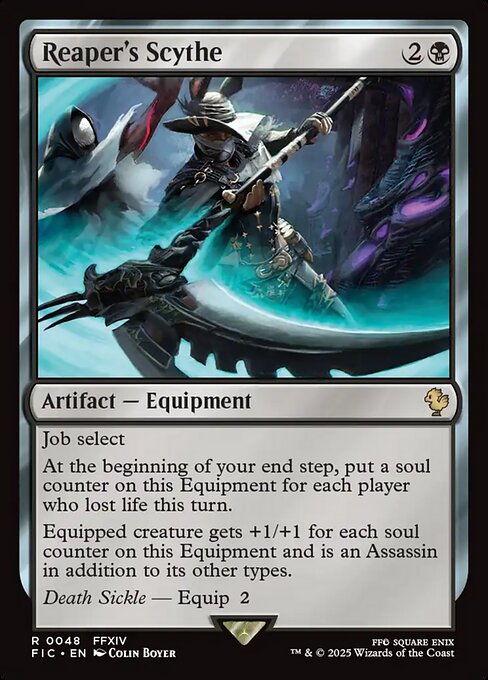 Reaper's Scythe 2
Artifact — Equipment
Job select
At the beginning of your end step, put a soul
counter on this Equipment for each player
who lost life this turn.
Equipped creature gets +1/+1 for each soul
counter on this Equipment and is an Assassin
in addition to its other types.
Death Sickle — Equip 2
R 0048 FFXIV
FIC • EN Colin Boyer
FF© SQUARE ENIX
™ & © 2025 Wizards of the Coast